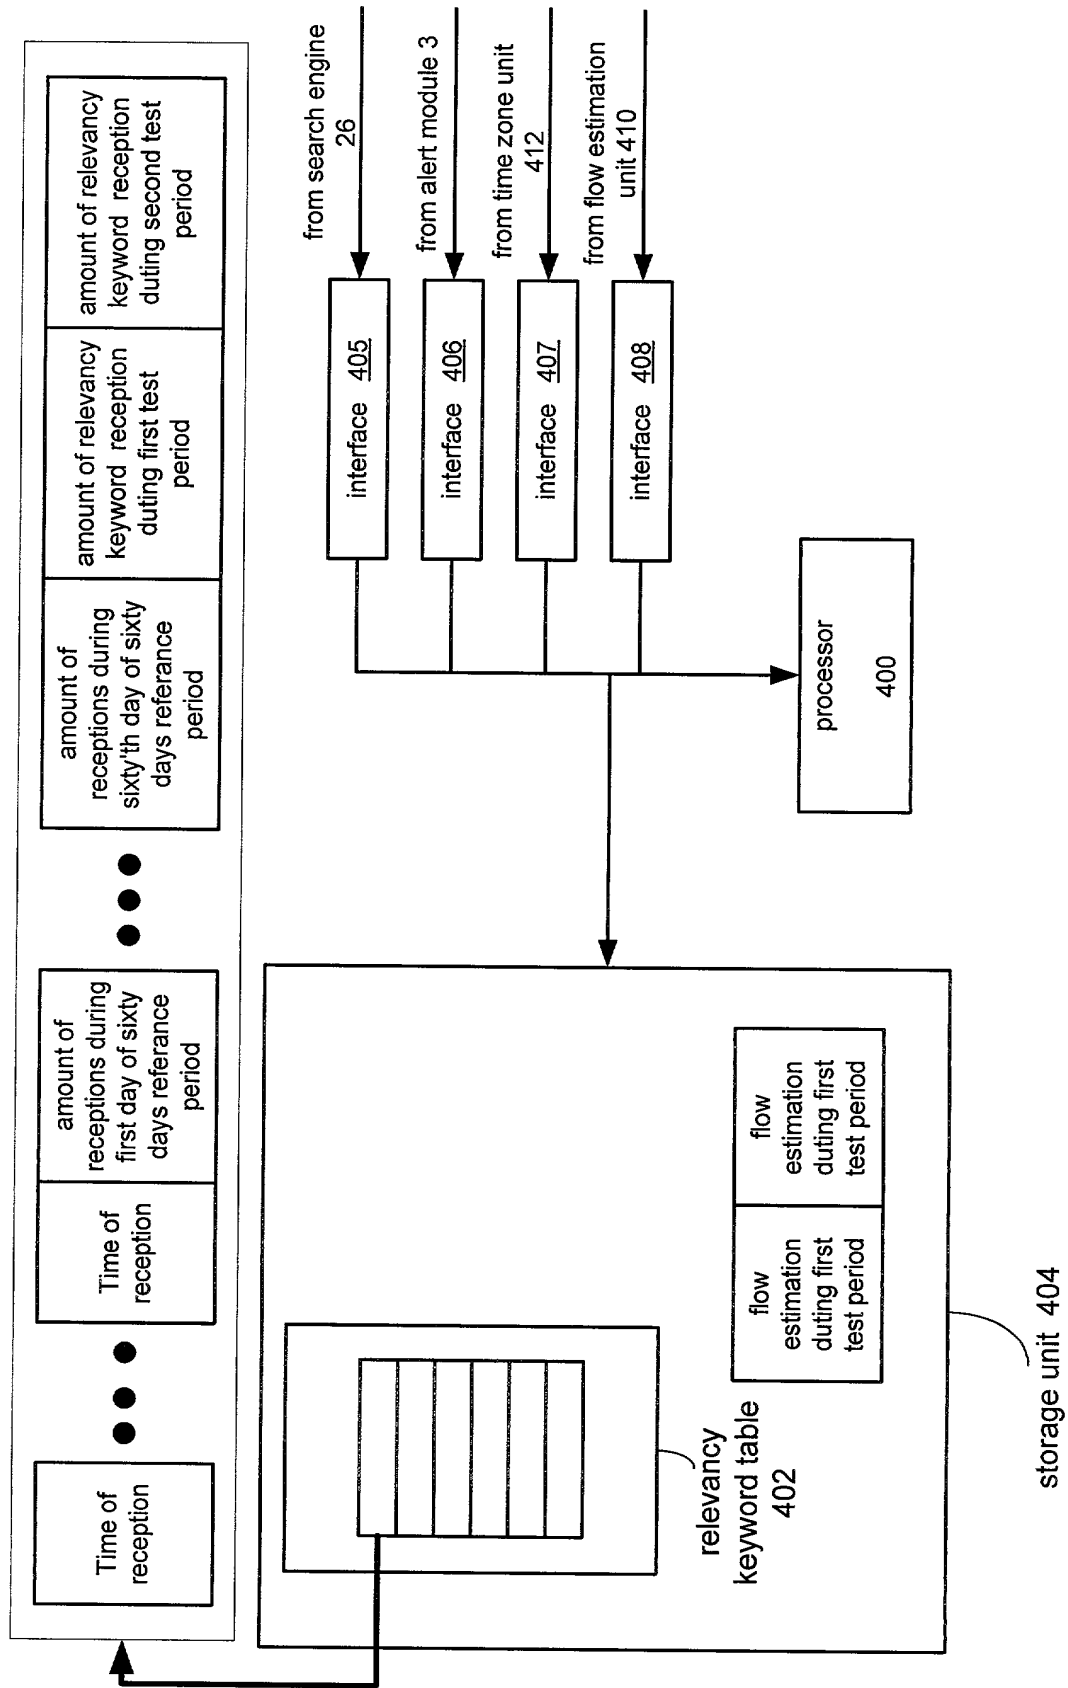 Time of
reception
Time of
reception
amount of
receptions during
first day of sixty
days referance
period
amount of
receptions during
sixty'th day of sixty
days referance
period
amount of relevancy
keyword reception
duting first test
period
amount of relevancy
keyword reception
duting second test
period
from search engine
26
from alert module 3
from time zone unit
412
from flow estimation
unit 410
interface 405
interface 406
interface 407
interface 408
processor
400
flow
estimation
duting first
test period
flow
estimation
duting first
test period
relevancy
keyword table
402
storage unit 404